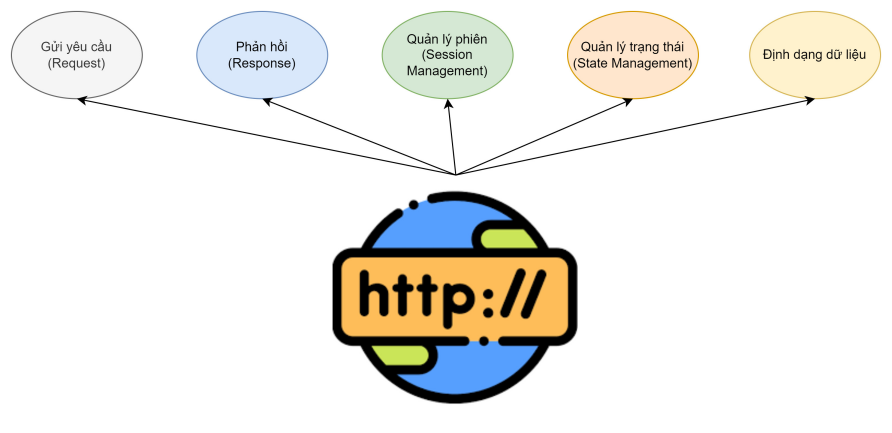 Gửi yêu cầu
(Request)
Phản hồi
(Response)
Quản lý phiên
(Session
Management)
Quản lý trạng thái
(State Management)
Định dạng dữ liệu
http://